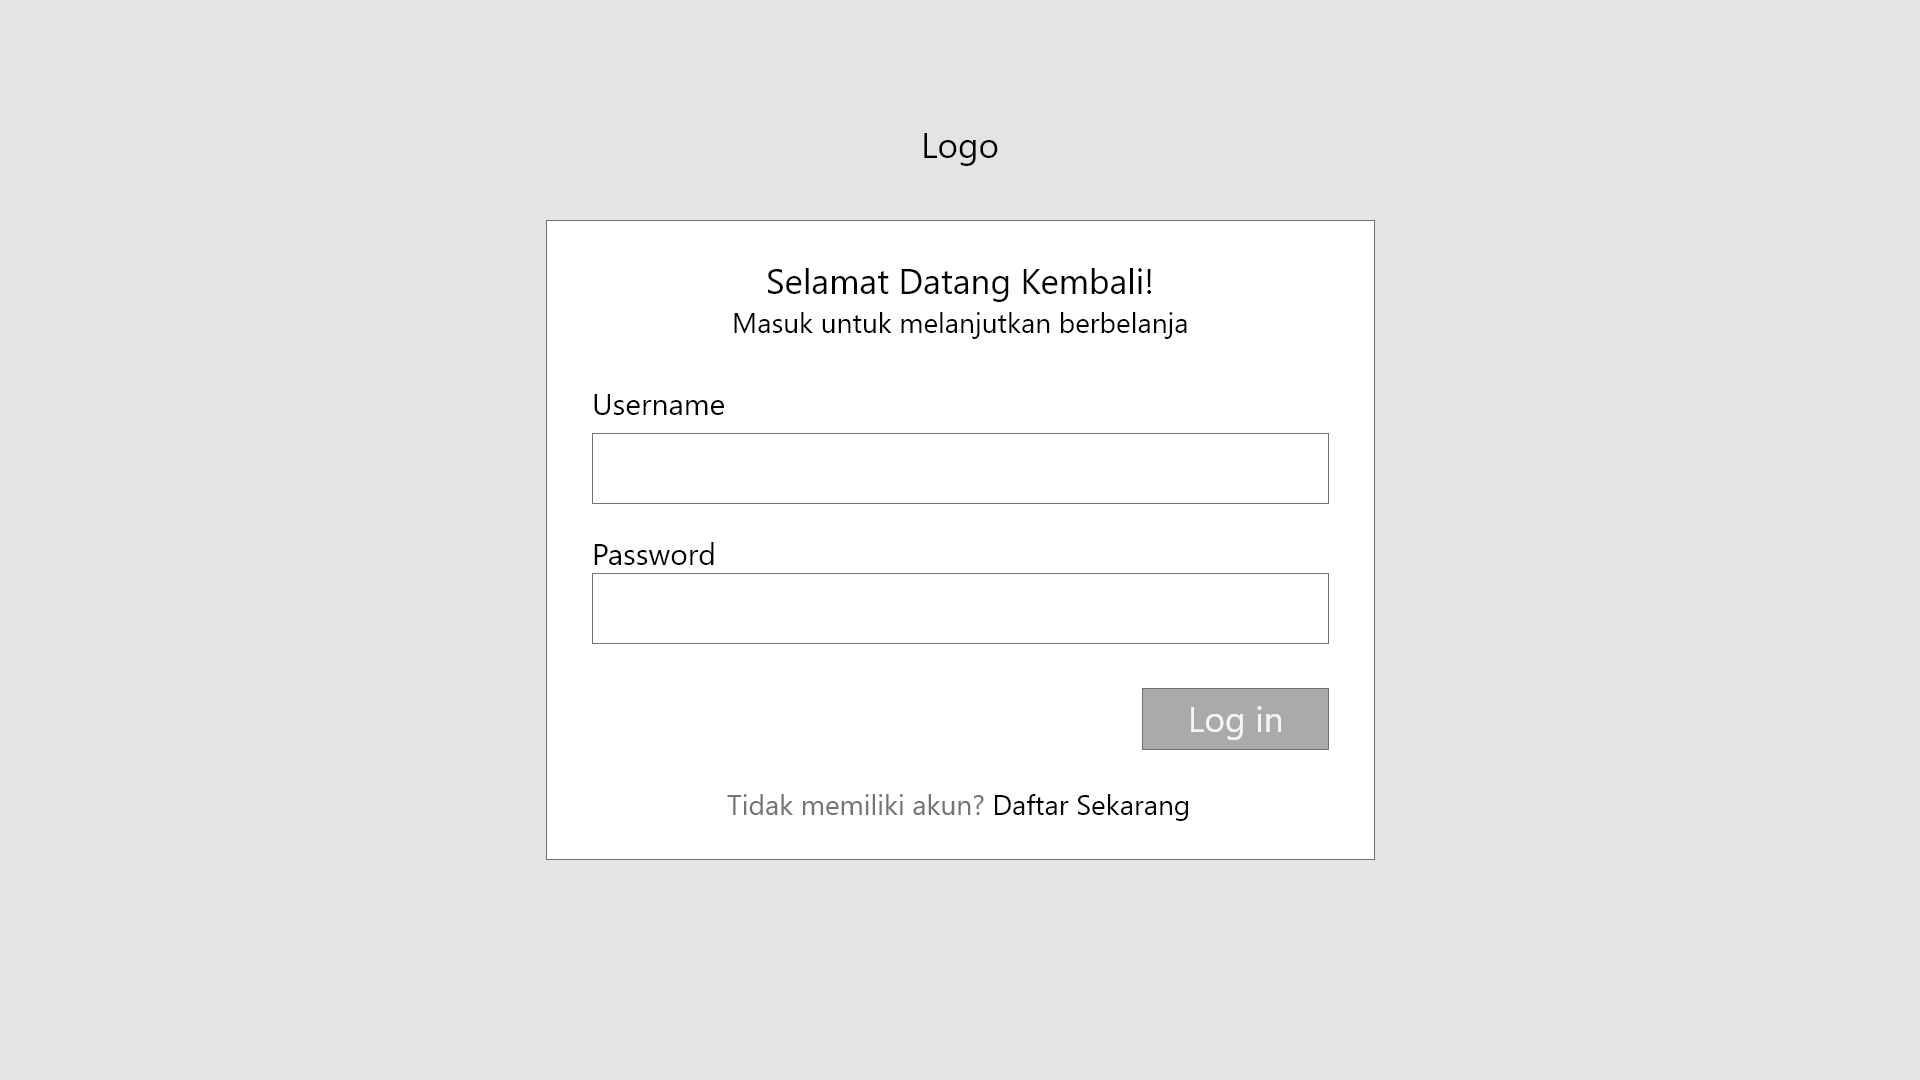 Logo
Selamat Datang Kembali!
Masuk untuk melanjutkan berbelanja
Username
Password
Log in
Tidak memiliki akun? Daftar Sekarang